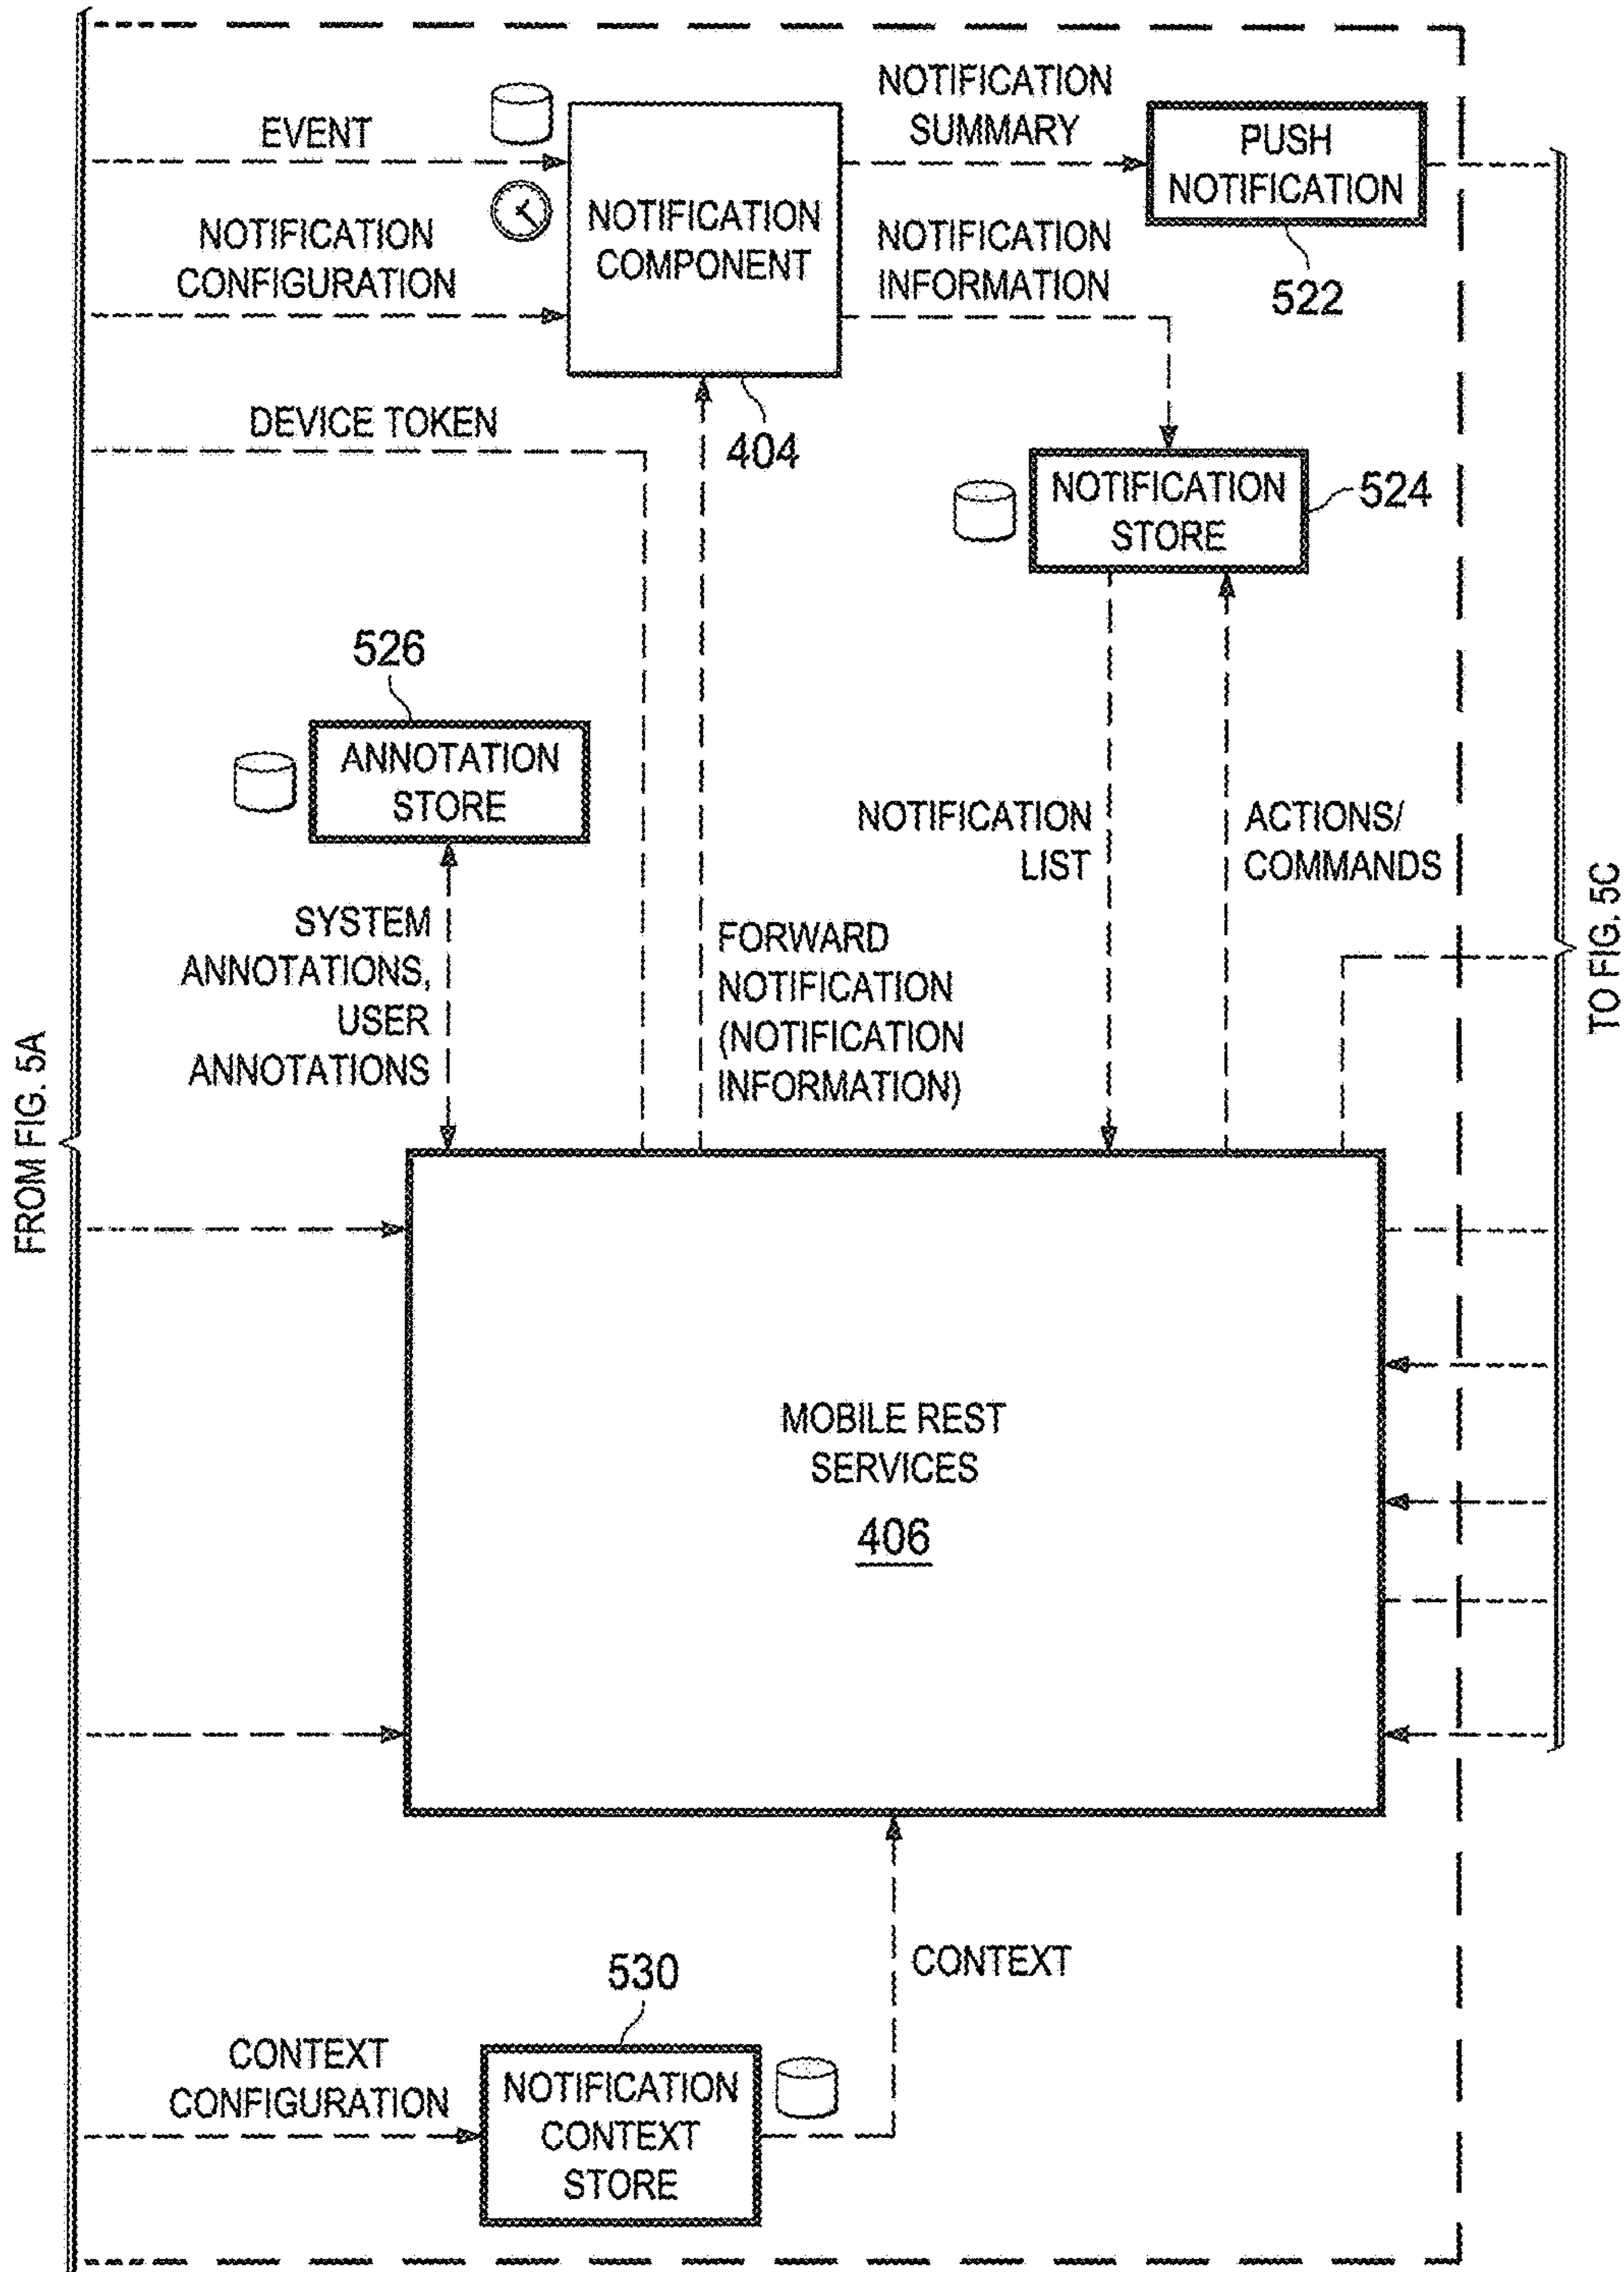 EVENT
NOTIFICATION
CONFIGURATION
NOTIFICATION
COMPONENT
404
NOTIFICATION
SUMMARY
PUSH
NOTIFICATION
522
NOTIFICATION
INFORMATION
DEVICE TOKEN
NOTIFICATION
STORE
524
526
ANNOTATION
STORE
SYSTEM
ANNOTATIONS,
USER
ANNOTATIONS
FORWARD
NOTIFICATION
(NOTIFICATION
INFORMATION)
NOTIFICATION
LIST
ACTIONS/
COMMANDS
FROM FIG. 5A
TO FIG. 5C
MOBILE REST
SERVICES
406
CONTEXT
530
CONTEXT
CONFIGURATION
NOTIFICATION
CONTEXT
STORE